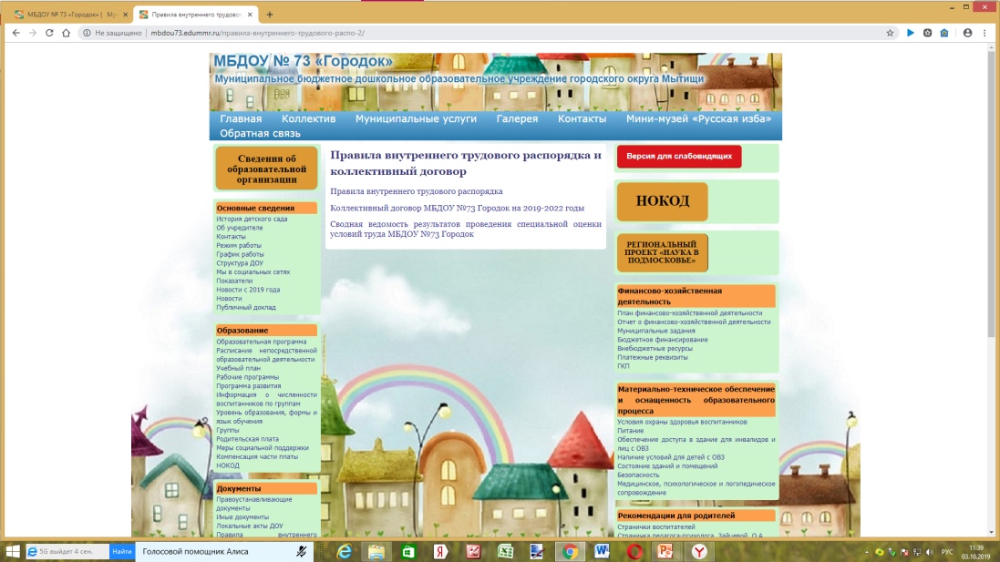 МБДОУ № 73 «Городок» | Му
Правила внутреннего трудово
Не защищено
mbdou73.edummr.ru/правила-внутреннего-трудового-распо-2/
МБДОУ № 73 «Городок»
Муниципальное бюджетное дошкольное образовательное учреждение городского округа Мытищи
Главная Коллектив Муниципальные услуги Галерея Контакты Мини-музей «Русская изба»
Обратная связь
Сведения об
образовательной
организации
Основные сведения
История детского сада
Об учредителе
Контакты
Режим работы
График работы
Структура ДОУ
Мы в социальных сетях
Показатели
Новости с 2019 года
Новости
Публичный доклад
Образование
Образовательная программа
Расписание непосредственной
образовательной деятельности
Учебный план
Рабочие программы
Программа развития
Информация о численности
воспитанников по группам
Уровень образования, формы и
язык обучения
Группы
Родительская плата
Меры социальной поддержки
Компенсация части платы
НОКОД
Документы
Правоустанавливающие
документы
Иные документы
Локальные акты ДОУ
Правила внутреннего
Правила внутреннего трудового распорядка и
коллективный договор
Правила внутреннего трудового распорядка
Коллективный договор МБДОУ №73 Городок на 2019-2022 годы
Сводная ведомость результатов проведения специальной оценки
условий труда МБДОУ №73 Городок
Версия для слабовидящих
НОКОД
РЕГИОНАЛЬНЫЙ
ПРОЕКТ «НАУКА В
ПОДМОСКОВЬЕ»
Финансово-хозяйственная
деятельность
План финансово-хозяйственной деятельности
Отчет о финансово-хозяйственной деятельности
Муниципальные задания
Бюджетное финансирование
Внебюджетные ресурсы
Платежные реквизиты
ГКП
Материально-техническое обеспечение
и оснащенность образовательного
процесса
Условия охраны здоровья воспитанников
Питание
Обеспечение доступа в здание для инвалидов и
лиц с ОВЗ
Наличие условий для детей с ОВЗ
Состояние зданий и помещений
Безопасность
Медицинское, психологическое и логопедическое
сопровождение
Рекомендации для родителей
Странички воспитателей
Страничка педагога-психолога Зайцевой О.А.
5G выйдет 4 сен.
Найти
Голосовой помощник Алиса
РУС
11:39
03.10.2019